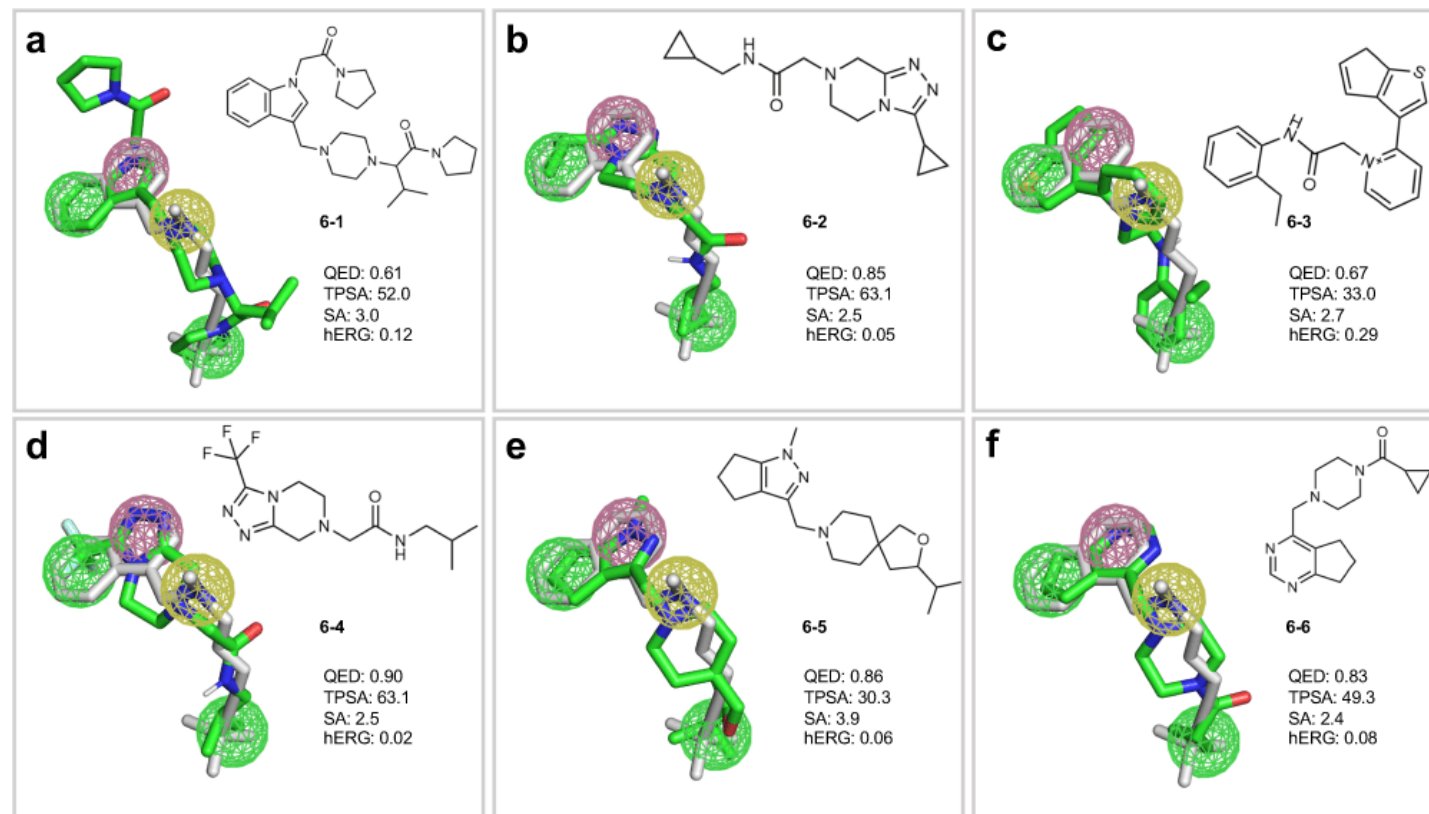 a
O
N
N
N
N
O
N
6-1
QED: 0.61
TPSA: 52.0
SA: 3.0
hERG: 0.12
b
H
N
O
N
N
N
N
6-2
QED: 0.85
TPSA: 63.1
SA: 2.5
hERG: 0.05
c
S
H
N
O
N+
6-3
QED: 0.67
TPSA: 33.0
SA: 2.7
hERG: 0.29
d
F
F
F
N
N
N
N
O
N
H
6-4
QED: 0.90
TPSA: 63.1
SA: 2.5
hERG: 0.02
e
N
N
N
O
6-5
QED: 0.86
TPSA: 30.3
SA: 3.9
hERG: 0.06
f
O
N
N
N
N
6-6
QED: 0.83
TPSA: 49.3
SA: 2.4
hERG: 0.08